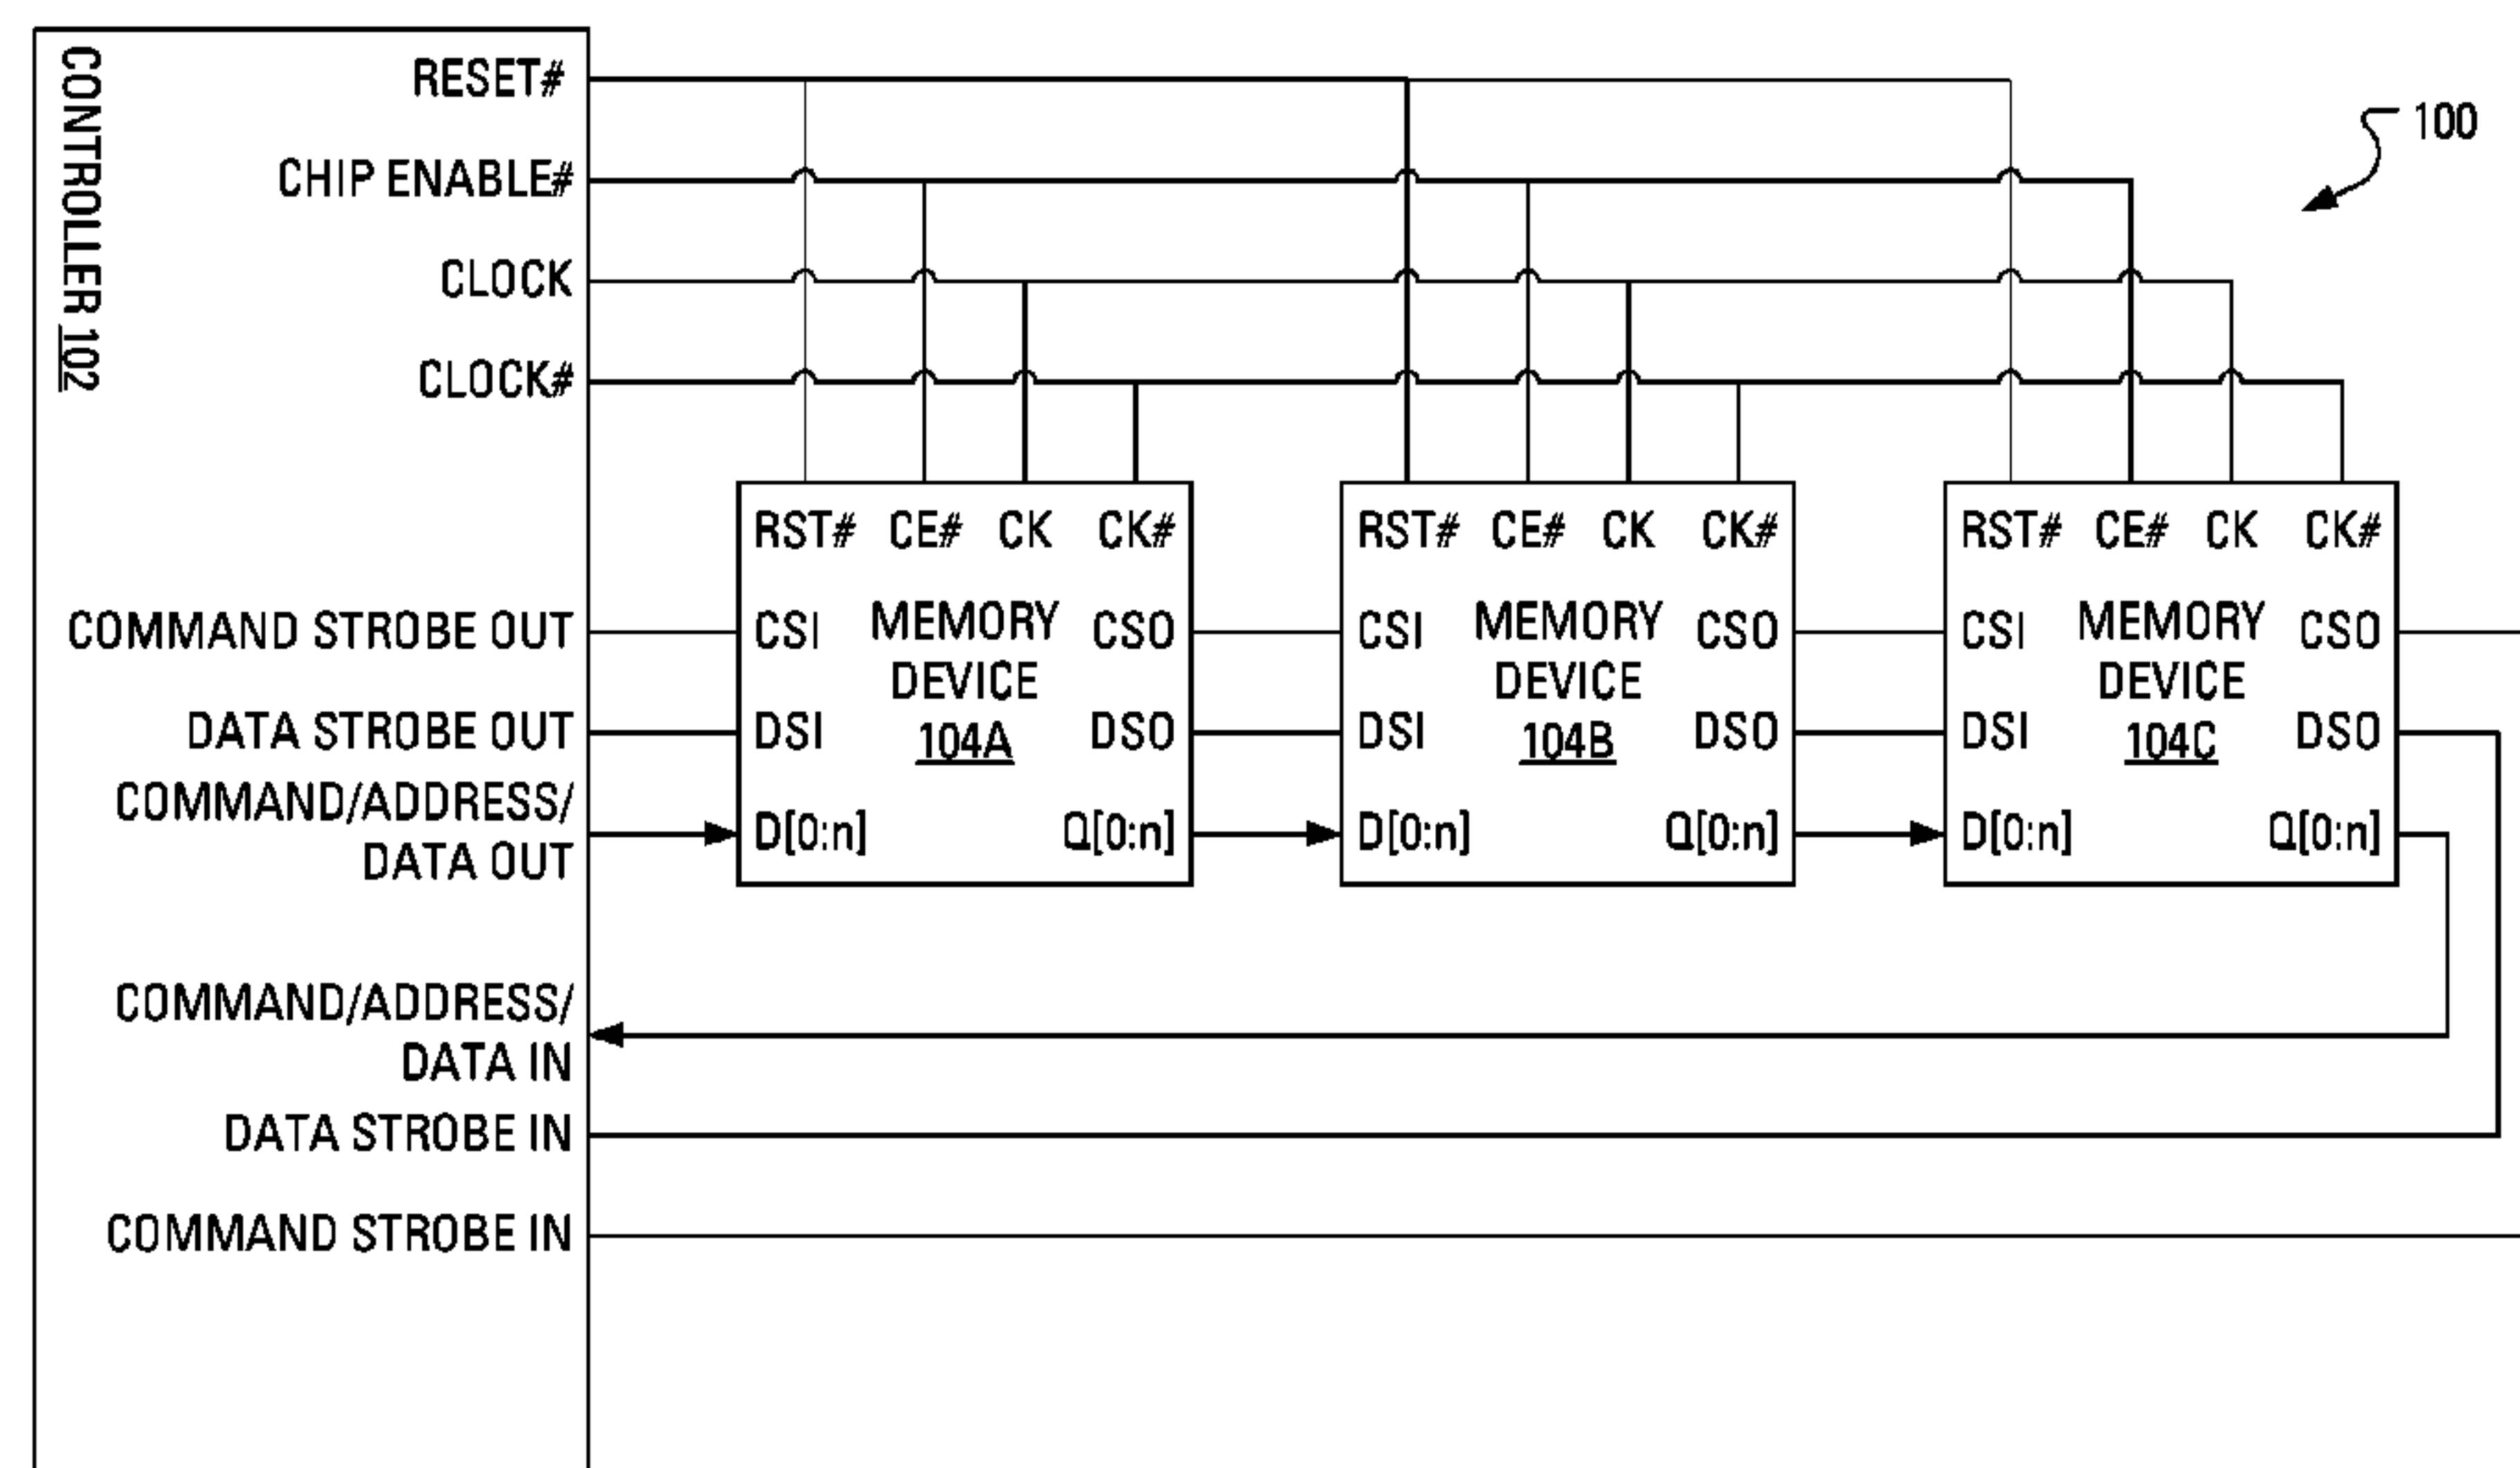 CONTROLLER 102
RESET#
CHIP ENABLE#
CLOCK
CLOCK#
COMMAND STROBE OUT
DATA STROBE OUT
COMMAND/ADDRESS/
DATA OUT
COMMAND/ADDRESS/
DATA IN
DATA STROBE IN
COMMAND STROBE IN
100
RST# CE# CK CK#
CSI MEMORY CSO
DEVICE
DSI 104A DSO
D[0:n] Q[0:n]
RST# CE# CK CK#
CSI MEMORY CSO
DEVICE
DSI 104B DSO
D[0:n] Q[0:n]
RST# CE# CK CK#
CSI MEMORY CSO
DEVICE
DSI 104C DSO
D[0:n] Q[0:n]